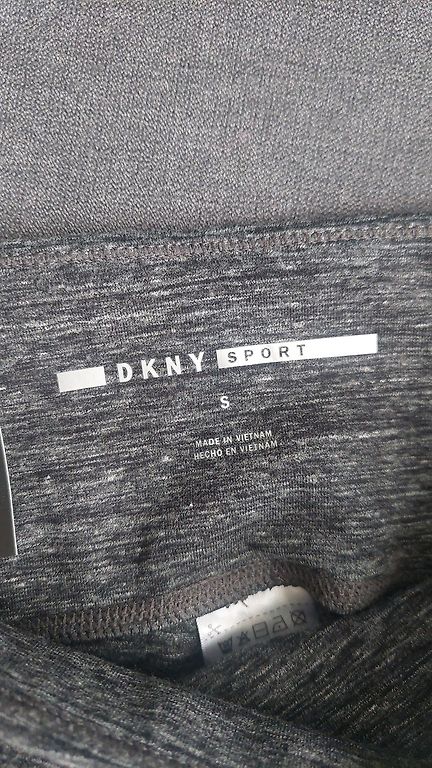 DKNY SPORT
S
MADE IN VIETNAM
HECHO EN VIETNAM